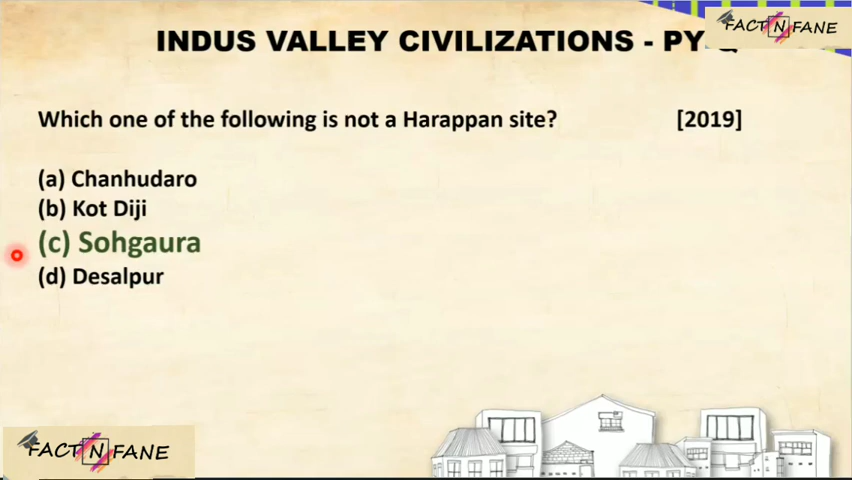 FACT N FANE
INDUS VALLEY CIVILIZATIONS - PY Q
Which one of the following is not a Harappan site? [2019]
(a) Chanhudaro
(b) Kot Diji
(c) Sohgaura
(d) Desalpur
FACT N FANE